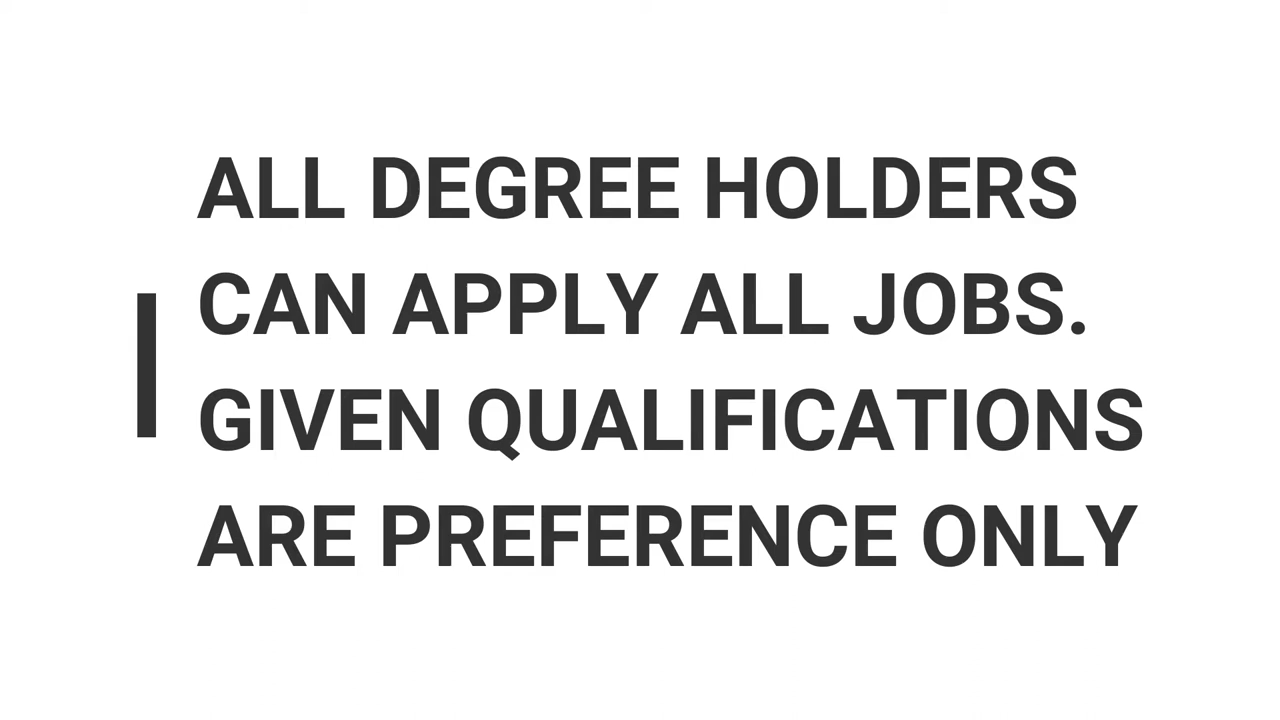 ALL DEGREE HOLDERS
CAN APPLY ALL JOBS.
GIVEN QUALIFICATIONS
ARE PREFERENCE ONLY